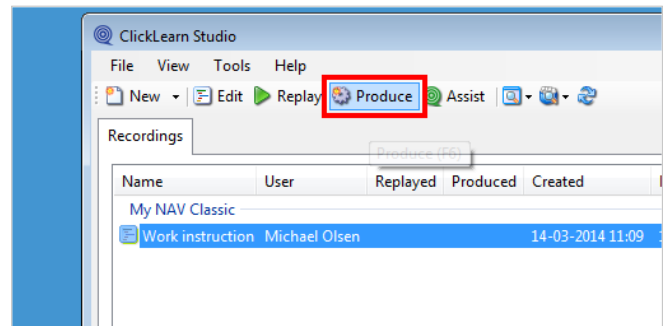 ClickLearn Studio
File View Tools Help
New Edit Replay Produce Assist
Recordings
Produce (F6)
Name User Replayed Produced Created
My NAV Classic
Work instruction Michael Olsen 14-03-2014 11:09